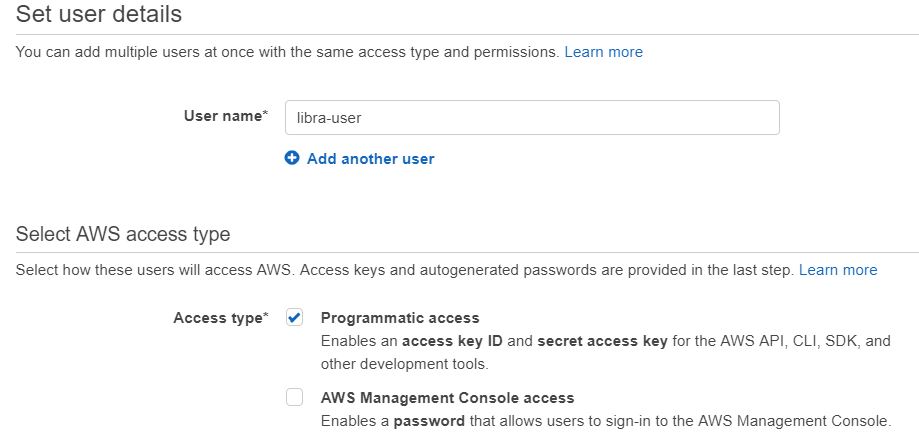 Set user details
You can add multiple users at once with the same access type and permissions. Learn more
User name*
libra-user
Add another user
Select AWS access type
Select how these users will access AWS. Access keys and autogenerated passwords are provided in the last step. Learn more
Access type*
Programmatic access
Enables an access key ID and secret access key for the AWS API, CLI, SDK, and
other development tools.
AWS Management Console access
Enables a password that allows users to sign-in to the AWS Management Console.